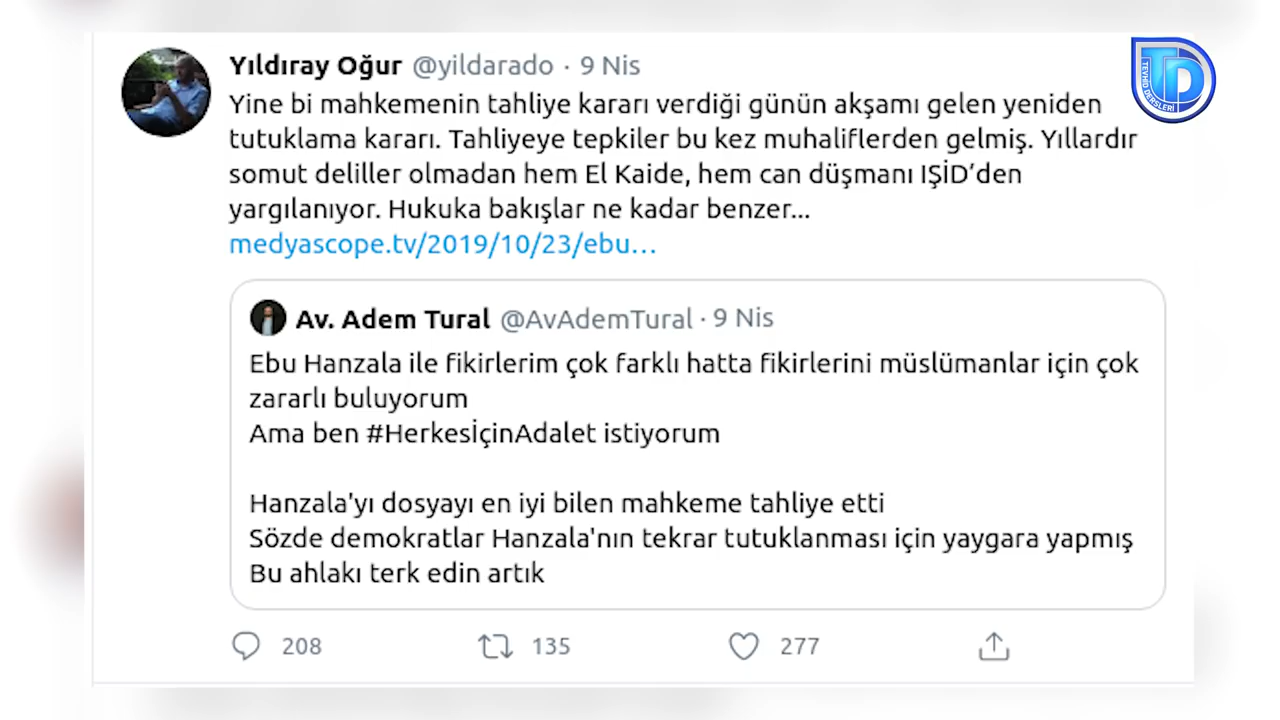 Yıldıray Oğur @yildarado · 9 Nis
Yine bi mahkemenin tahliye kararı verdiği günün akşamı gelen yeniden
tutuklama kararı. Tahliyeye tepkiler bu kez muhaliflerden gelmiş. Yıllardır
somut deliller olmadan hem El Kaide, hem can düşmanı IŞİD’den
yargılanıyor. Hukuka bakışlar ne kadar benzer...
medyascope.tv/2019/10/23/ebu…
Av. Adem Tural @AvAdemTural · 9 Nis
Ebu Hanzala ile fikirlerim çok farklı hatta fikirlerini müslümanlar için çok
zararlı buluyorum
Ama ben #HerkesİçinAdalet istiyorum
Hanzala'yı dosyayı en iyi bilen mahkeme tahliye etti
Sözde demokratlar Hanzala'nın tekrar tutuklanması için yaygara yapmış
Bu ahlakı terk edin artık
208 135 277
TD
TEVHİD DERSLERİ